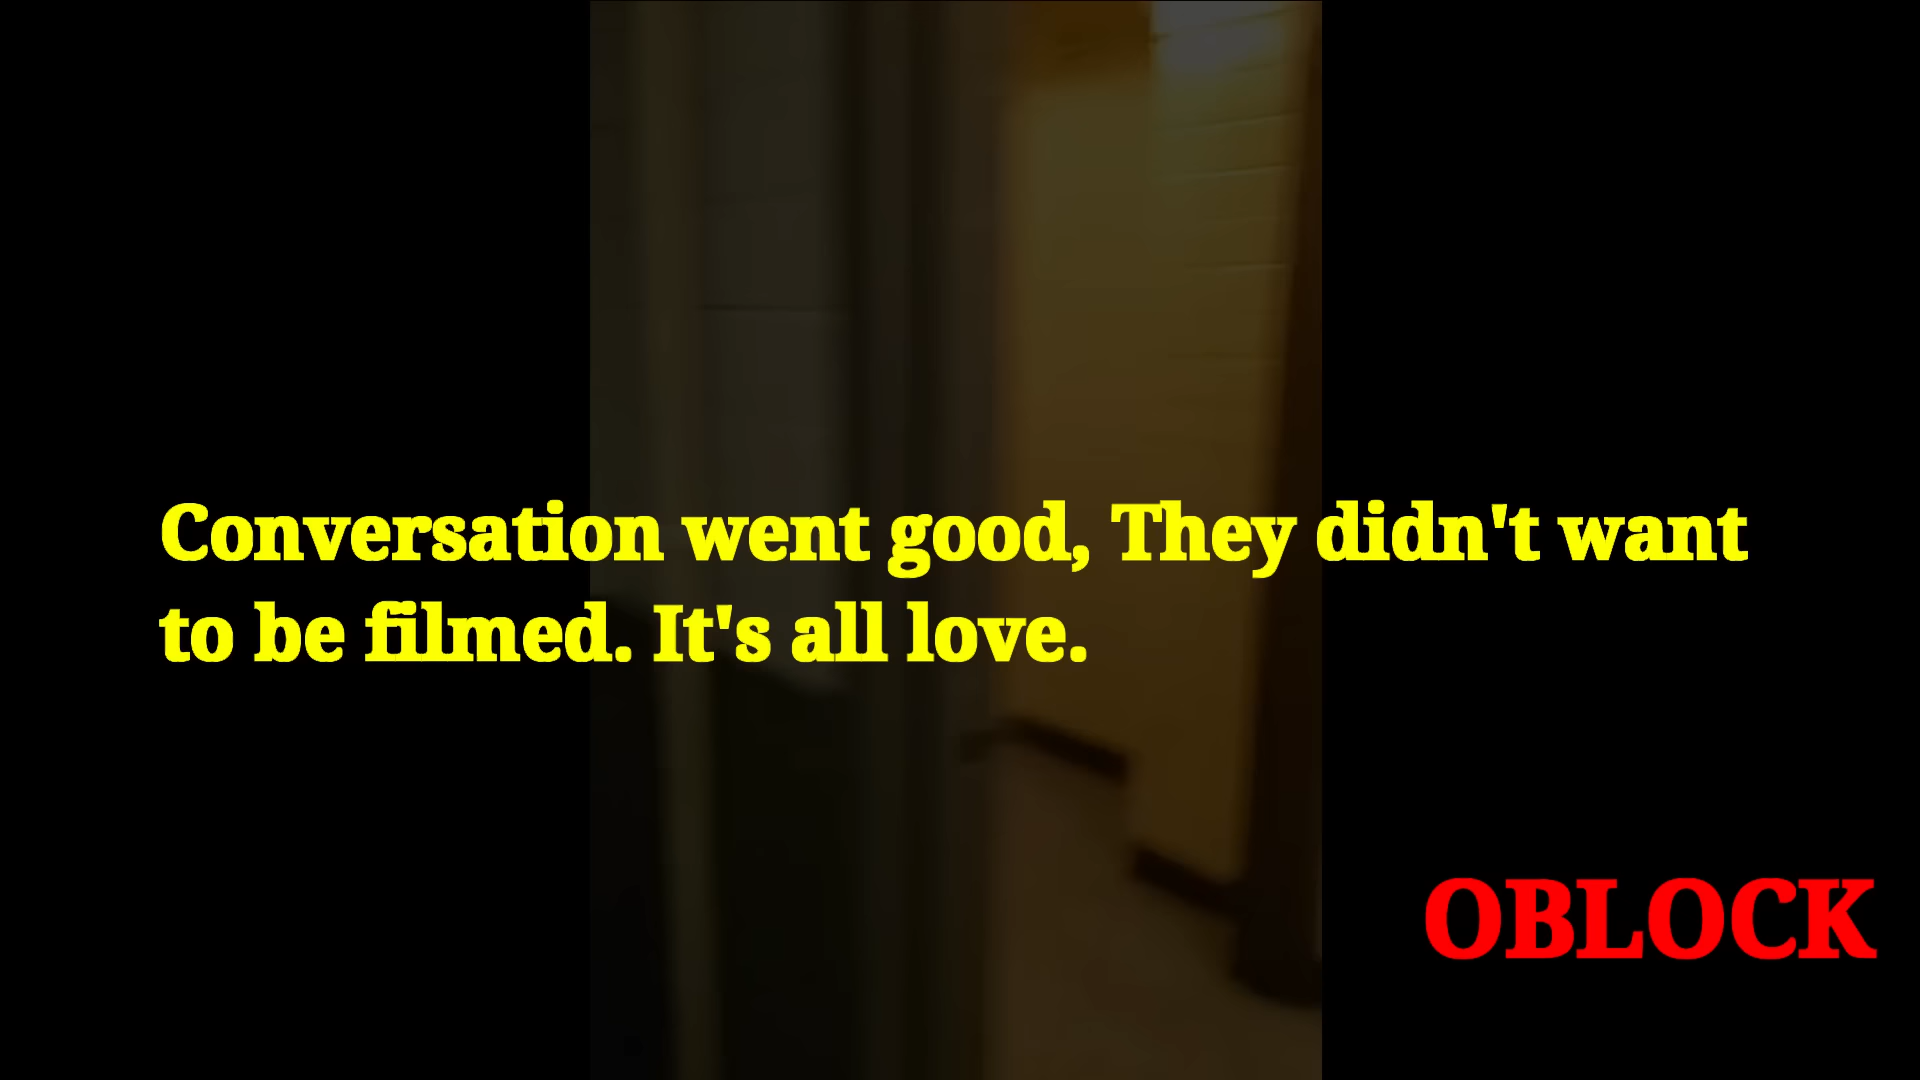 Conversation went good, They didn't want
to be filmed. It's all love.
OBLOCK